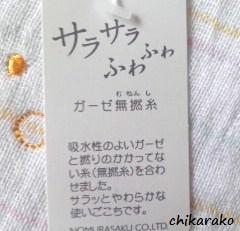 サラサラ
ふわふわ
むねんし
ガーゼ無撚糸
吸水性のよいガーゼ
と撚りのかかってな
い糸(無撚糸)を合わ
せました。
サラッとやわらかな
使いごこちです。
NOMURASAKU CO.,LTD.
chikarako